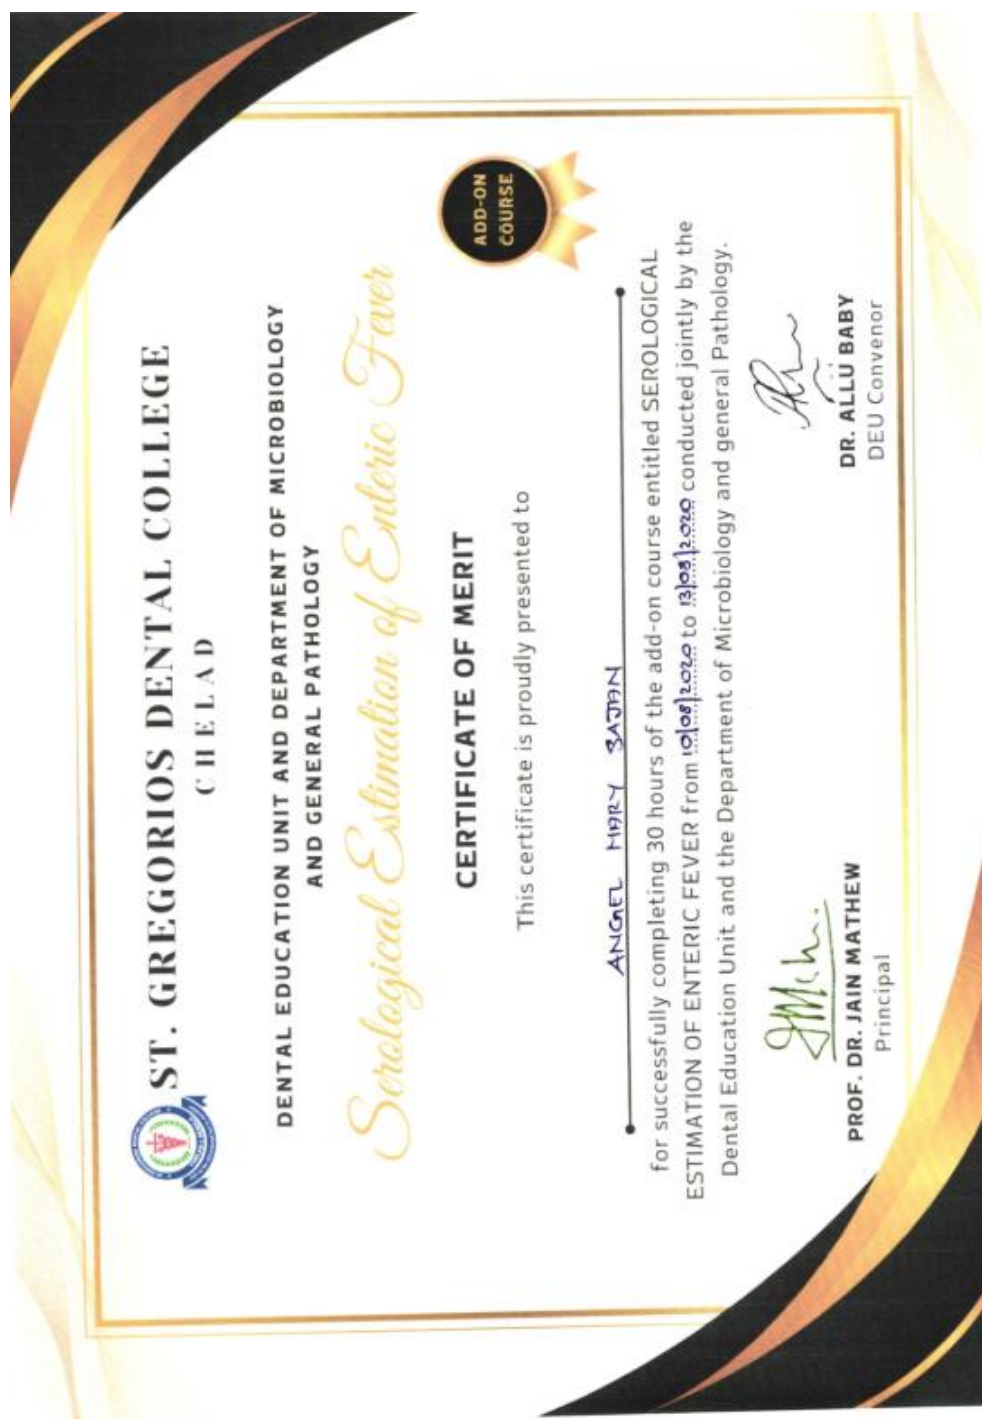 ST. GREGORIOS DENTAL COLLEGE
CHELAD
DENTAL EDUCATION UNIT AND DEPARTMENT OF MICROBIOLOGY
AND GENERAL PATHOLOGY
Serological Estimation of Enteric Fever
ADD-ON
COURSE
CERTIFICATE OF MERIT
This certificate is proudly presented to
ANGEL MARY SAJAN
for successfully completing 30 hours of the add-on course entitled SEROLOGICAL
ESTIMATION OF ENTERIC FEVER from 10/08/2020 to 13/08/2020 conducted jointly by the
Dental Education Unit and the Department of Microbiology and general Pathology.
PROF. DR. JAIN MATHEW
Principal
DR. ALLU BABY
DEU Convenor